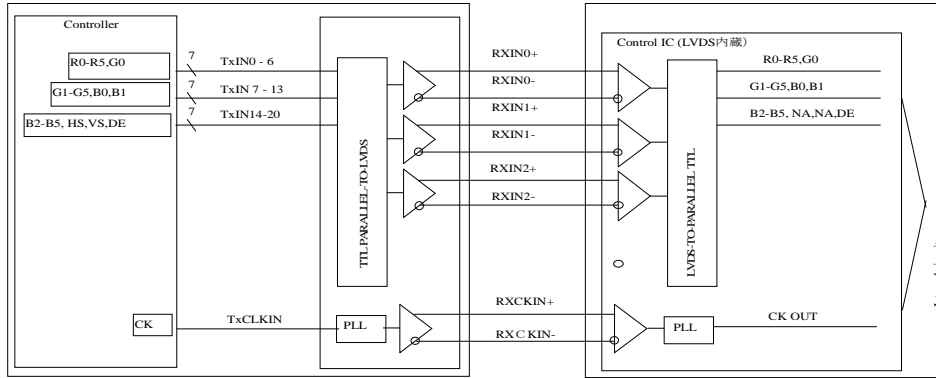 Controller
R0-R5,G0
G1-G5,B0,B1
B2-B5, HS,VS,DE
CK
7
TxIN0 - 6
7
TxIN 7 - 13
7
TxIN14-20
TxCLKIN
TTL PARALLEL-TO-LVDS
PLL
RXIN0+
RXIN0-
RXIN1+
RXIN1-
RXIN2+
RXIN2-
RXCKIN+
RXC KIN-
Control IC (LVDS内蔵)
LVDS-TO-PARALLEL TTL
PLL
R0-R5,G0
G1-G5,B0,B1
B2-B5, NA,NA,DE
CK OUT